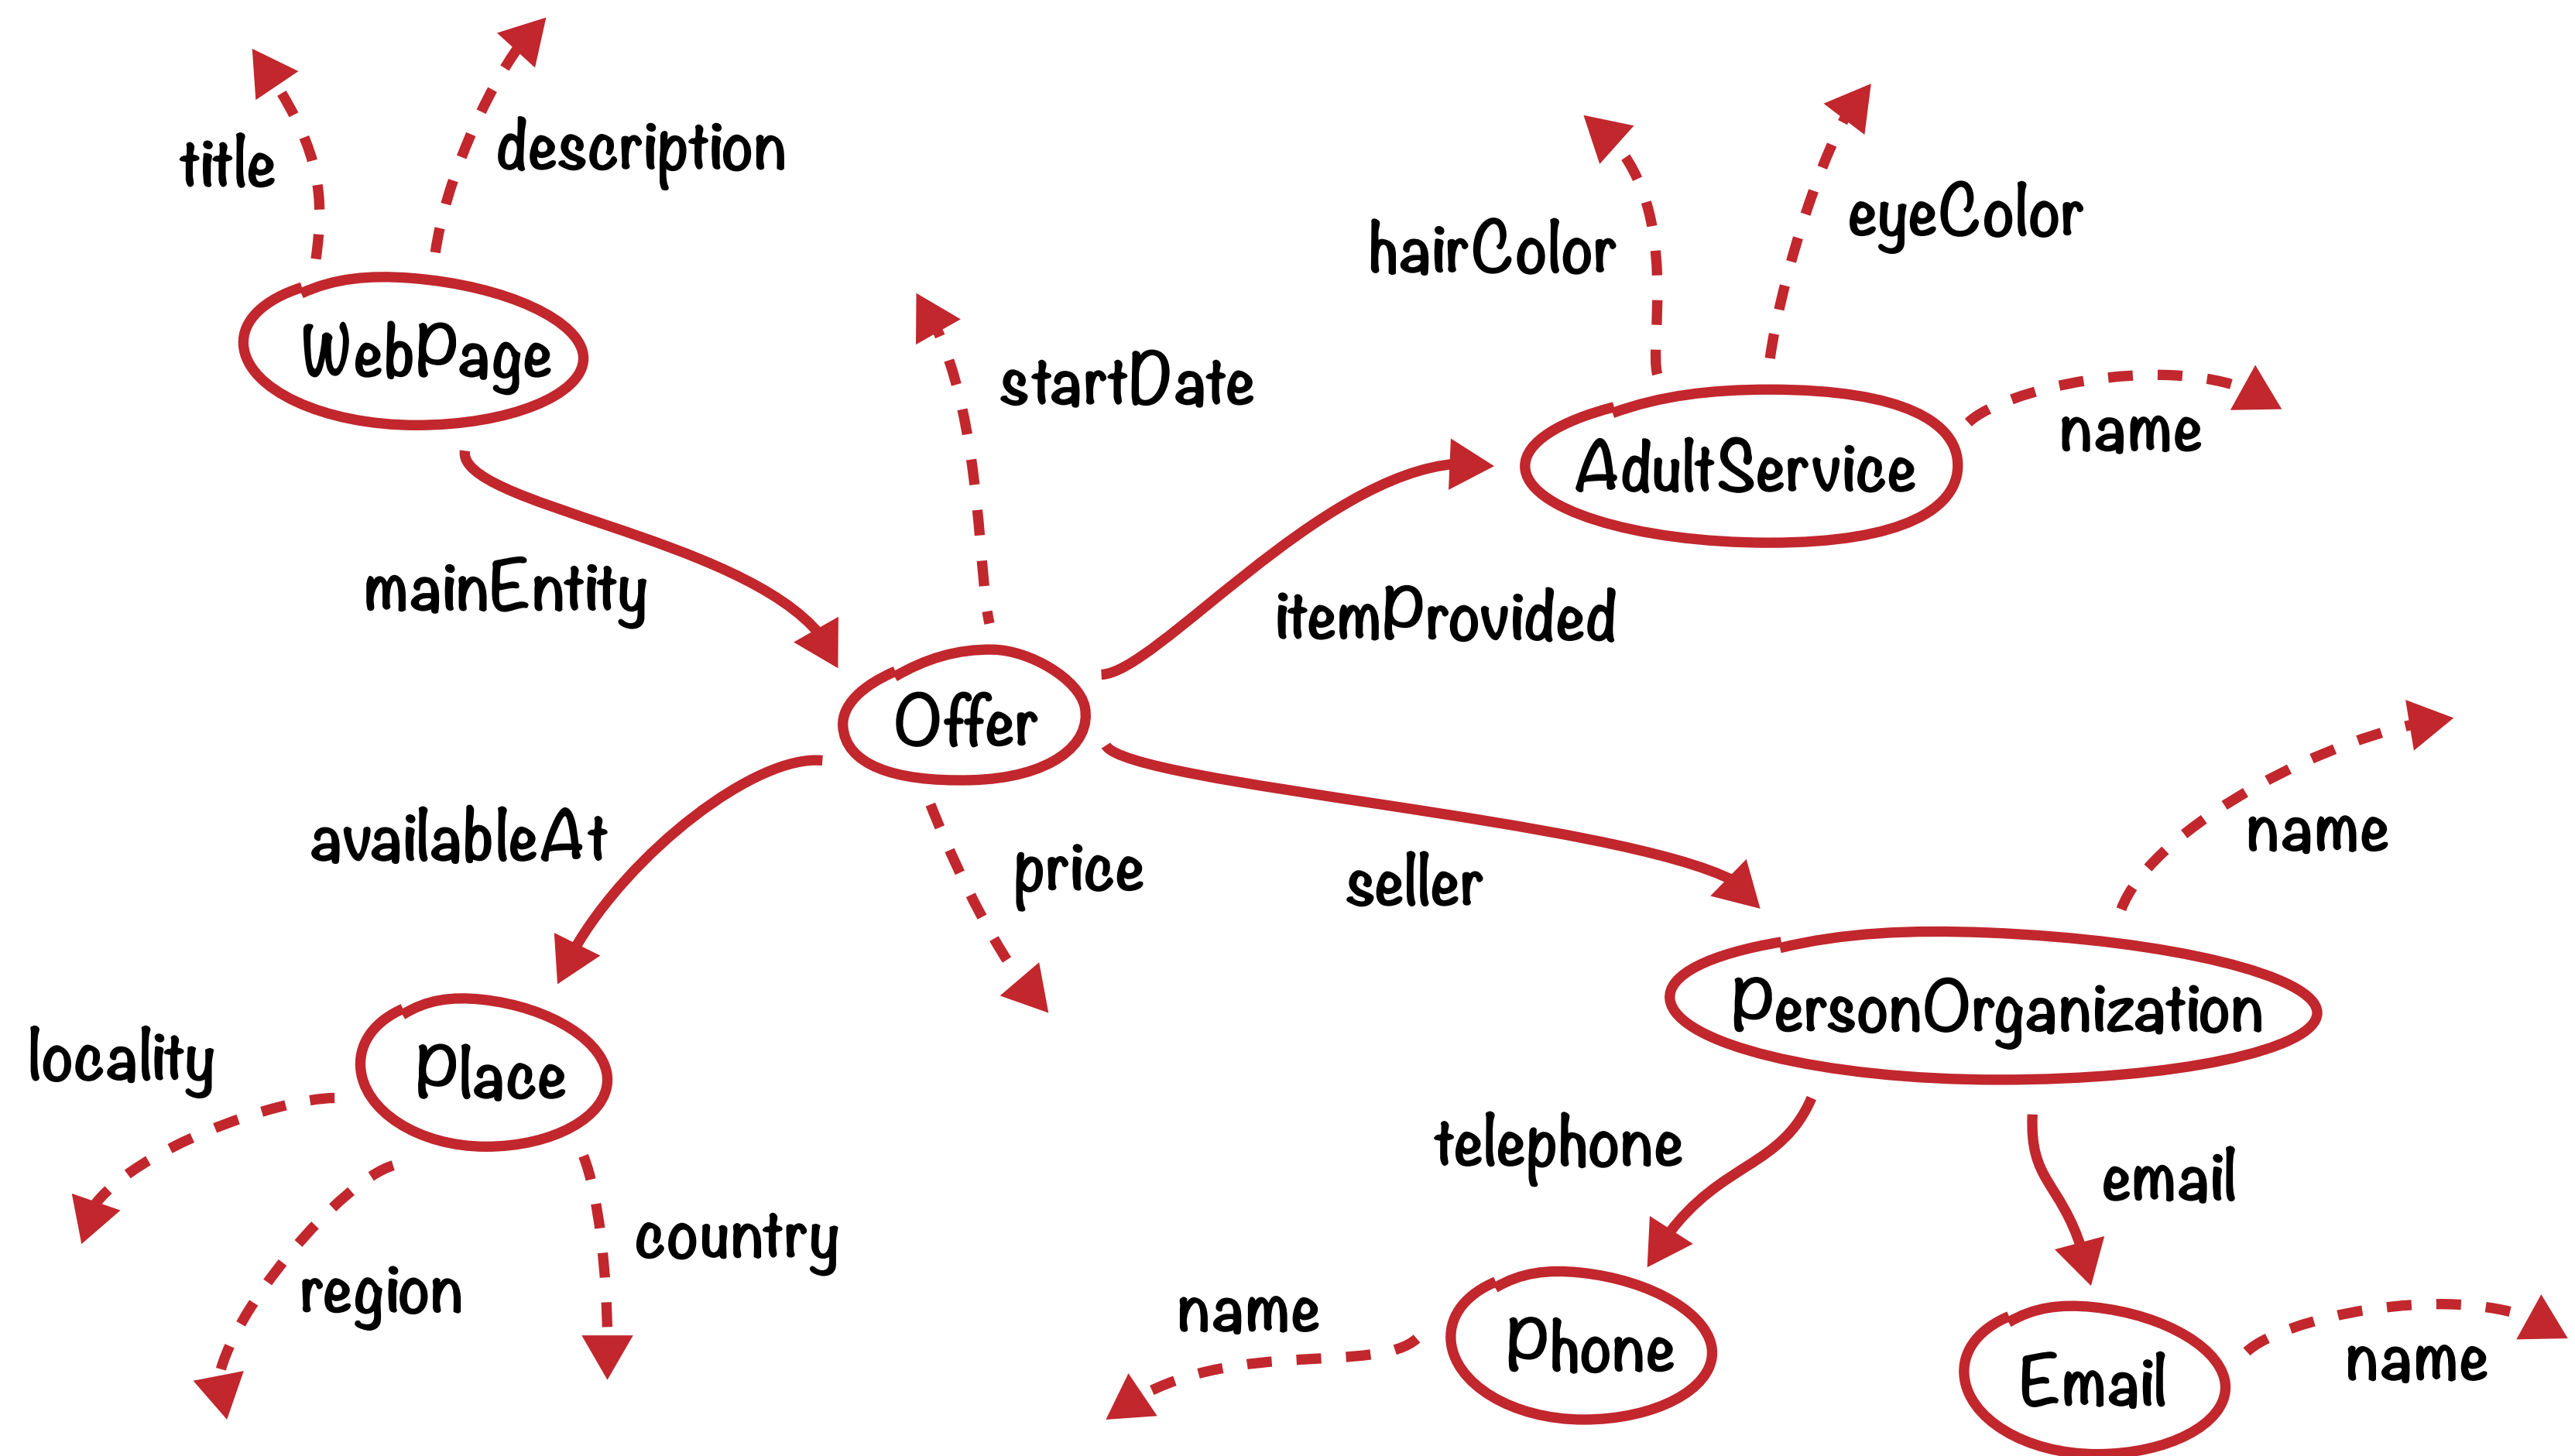 title
description
WebPage
hairColor
eyeColor
startDate
name
AdultService
mainEntity
itemProvided
Offer
availableAt
price
seller
name
PersonOrganization
locality
Place
telephone
email
country
region
name
Phone
Email
name